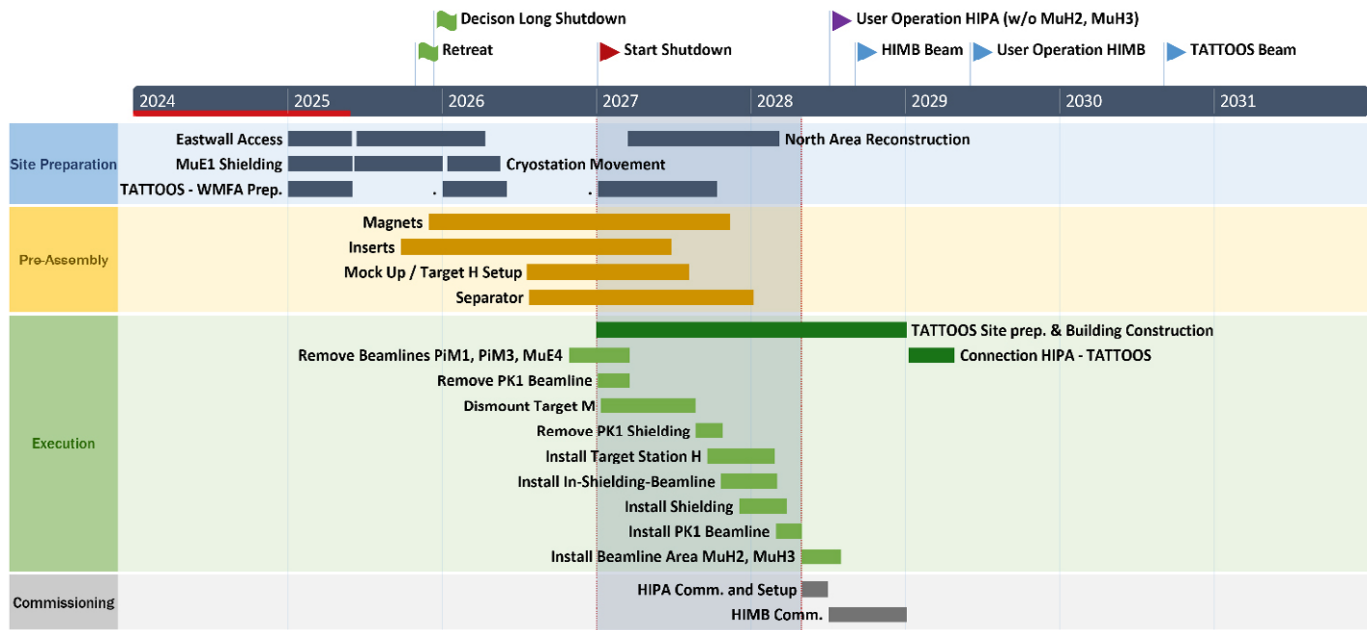 Decison Long Shutdown
User Operation HIPA (w/o MuH2, MuH3)
Retreat
Start Shutdown
HIMB Beam
User Operation HIMB
TATTOOS Beam
2024
2025
2026
2027
2028
2029
2030
2031
Site Preparation
Eastwall Access
North Area Reconstruction
MuE1 Shielding
Cryostation Movement
TATTOOS - WMFA Prep.
.
.
Pre-Assembly
Magnets
Inserts
Mock Up / Target H Setup
Separator
Execution
TATTOOS Site prep. & Building Construction
Remove Beamlines PiM1, PiM3, MuE4
Connection HIPA - TATTOOS
Remove PK1 Beamline
Dismount Target M
Remove PK1 Shielding
Install Target Station H
Install In-Shielding-Beamline
Install Shielding
Install PK1 Beamline
Install Beamline Area MuH2, MuH3
Commissioning
HIPA Comm. and Setup
HIMB Comm.